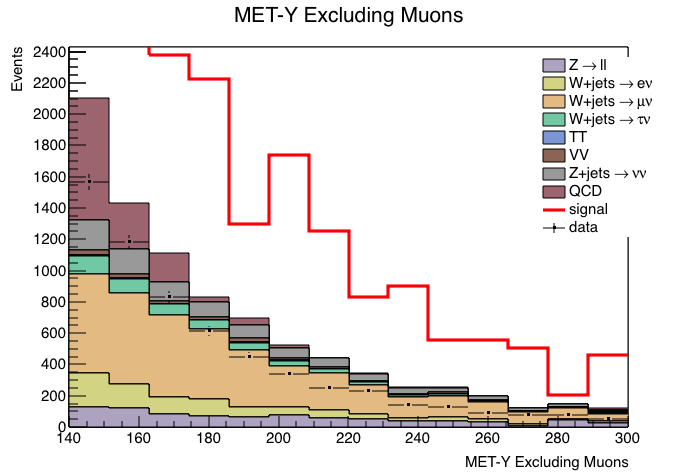 MET-Y Excluding Muons
Events
2400
2200
2000
1800
1600
1400
1200
1000
800
600
400
200
0
Z → ll
W+jets → eν
W+jets → μν
W+jets → τν
TT
VV
Z+jets → νν
QCD
signal
data
140 160 180 200 220 240 260 280 300
MET-Y Excluding Muons